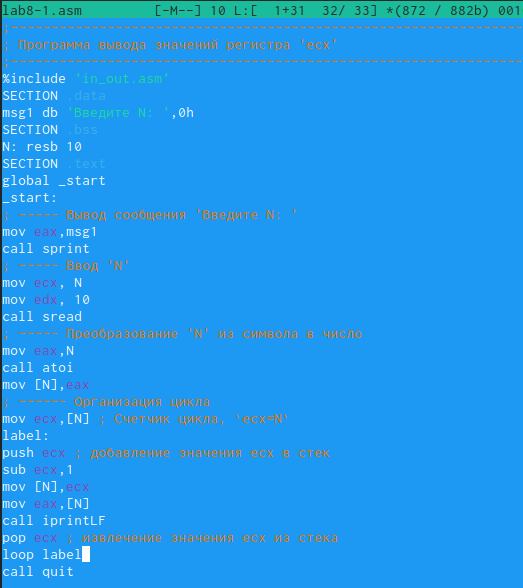 lab8-1.asm [-M--] 10 L:[ 1+31 32/ 33] *(872 / 882b) 001
;-----------------------------------------------------------------
; Программа вывода значений регистра 'ecx'
;-----------------------------------------------------------------
%include 'in_out.asm'
SECTION .data
msg1 db 'Введите N: ',0h
SECTION .bss
N: resb 10
SECTION .text
global _start
_start:
; ----- Вывод сообщения 'Введите N: '
mov eax,msg1
call sprint
; ----- Ввод 'N'
mov ecx, N
mov edx, 10
call sread
; ----- Преобразование 'N' из символа в число
mov eax,N
call atoi
mov [N],eax
; ------ Организация цикла
mov ecx,[N] ; Счетчик цикла, `ecx=N`
label:
push ecx ; добавление значения ecx в стек
sub ecx,1
mov [N],ecx
mov eax,[N]
call iprintLF
pop ecx ; извлечение значения ecx из стека
loop label
call quit